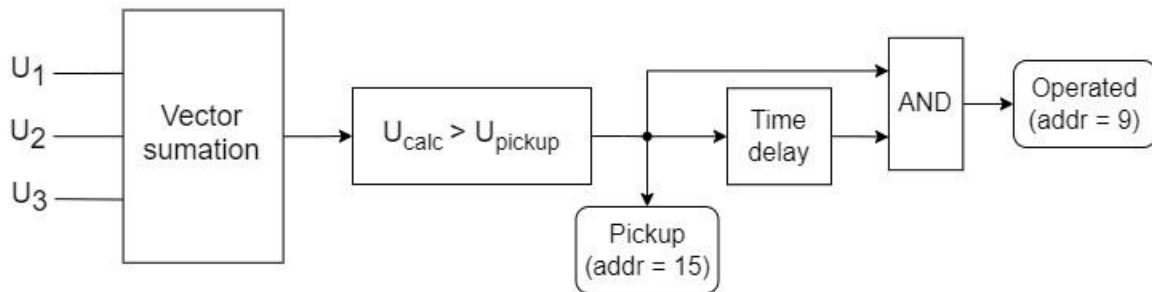 U1
U2
U3
Vector
sumation
Ucalc > Upickup
Pickup
(addr = 15)
Time
delay
AND
Operated
(addr = 9)